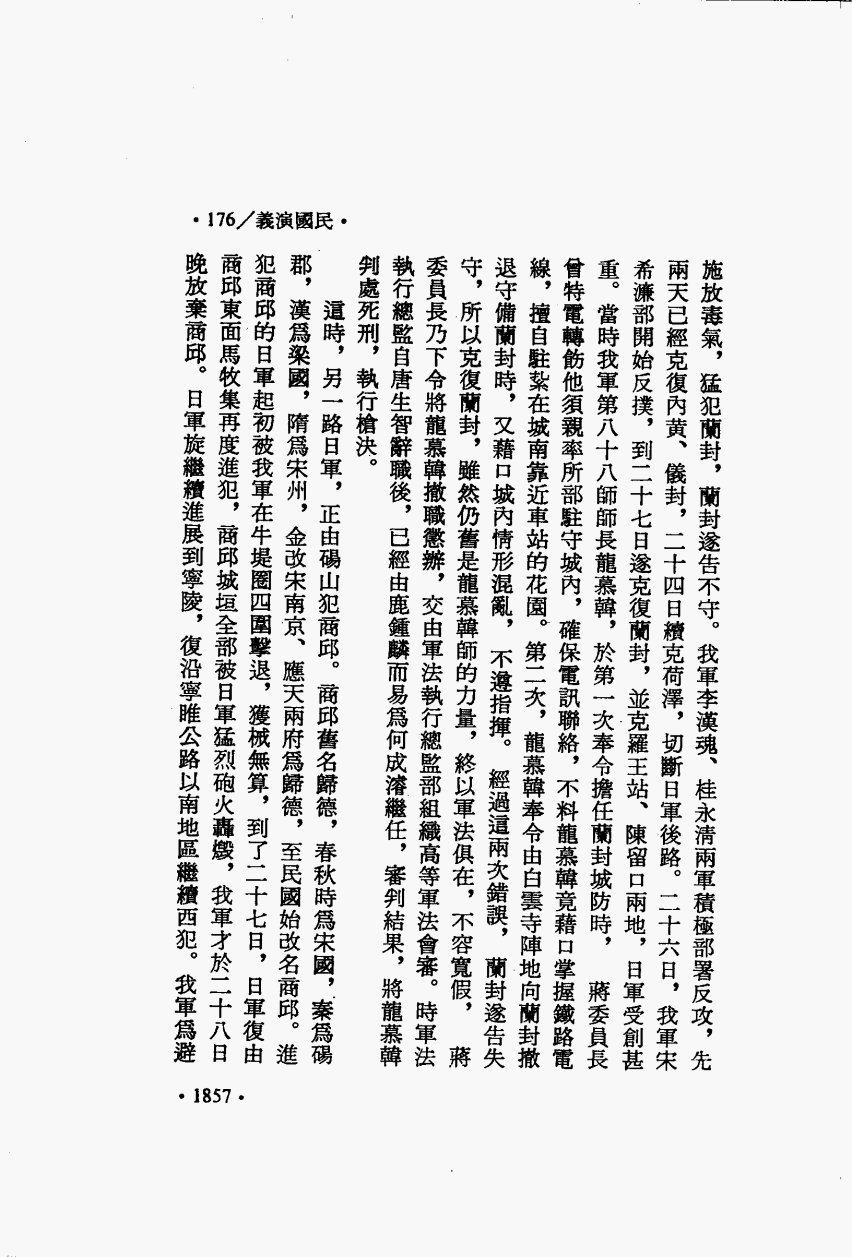 ·176／義演國民·
施放毒氣，猛犯蘭封，蘭封遂告不守。我軍李漢魂、桂永清兩軍積極部署反攻，先
兩天已經克復內黃、儀封，二十四日續克荷澤，切斷日軍後路。二十六日，我軍宋
希濂部開始反撲，到二十七日遂克復蘭封，並克羅王站、陳留口兩地，日軍受創甚
重。當時我軍第八十八師師長龍慕韓，於第一次奉令擔任蘭封城防時，　蔣委員長
曾特電轉飭他須親率所部駐守城內，確保電訊聯絡，不料龍慕韓竟藉口掌握鐵路電
線，擅自駐紮在城南靠近車站的花園。第二次，龍慕韓奉令由白雲寺陣地向蘭封撤
退守備蘭封時，又藉口城內情形混亂，不遵指揮。經過這兩次錯誤，蘭封遂告失
守，所以克復蘭封，雖然仍舊是龍慕韓師的力量，終以軍法俱在，不容寬假，　蔣
委員長乃下令將龍慕韓撤職懲辦，交由軍法執行總監部組織高等軍法會審。時軍法
執行總監自唐生智辭職後，已經由鹿鍾麟而易爲何成濬繼任，審判結果，將龍慕韓
判處死刑，執行槍決。
這時，另一路日軍，正由碭山犯商邱。商邱舊名歸德，春秋時爲宋國，秦爲碭
郡，漢爲梁國，隋爲宋州，金改宋南京、應天兩府爲歸德，至民國始改名商邱。進
犯商邱的日軍起初被我軍在牛堤圈四圍擊退，獲械無算，到了二十七日，日軍復由
商邱東面馬牧集再度進犯，商邱城垣全部被日軍猛烈砲火轟燬，我軍才於二十八日
晚放棄商邱。日軍旋繼續進展到寧陵，復沿寧睢公路以南地區繼續西犯。我軍爲避
·1857·